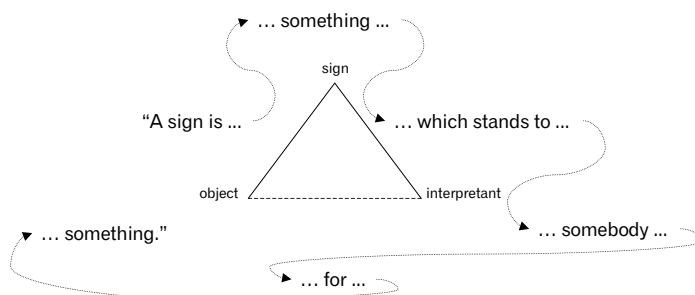 … something …
sign
“A sign is …
… which stands to …
object
interpretant
… something.”
… somebody …
… for …